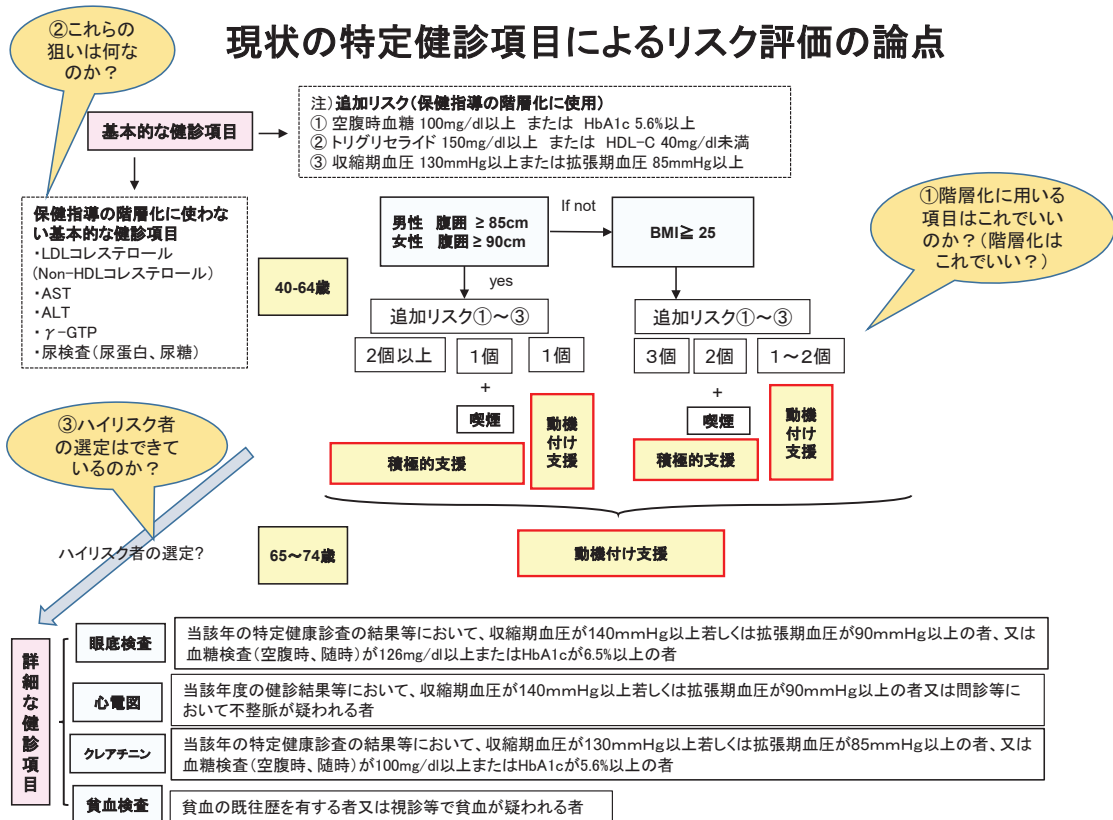 現状の特定健診項目によるリスク評価の論点
②これらの
狙いは何な
のか？
基本的な健診項目
注）追加リスク（保健指導の階層化に使用）
① 空腹時血糖 100mg/dl以上　または　HbA1c 5.6%以上
② トリグリセライド 150mg/dl以上　または　HDL-C 40mg/dl未満
③ 収縮期血圧 130mmHg以上または拡張期血圧 85mmHg以上
保健指導の階層化に使わな
い基本的な健診項目
・LDLコレステロール
(Non-HDLコレステロール)
・AST
・ALT
・γ-GTP
・尿検査（尿蛋白、尿糖）
①階層化に用いる
項目はこれでいい
のか？（階層化は
これでいい？）
40-64歳
男性　腹囲 ≥ 85cm
女性　腹囲 ≥ 90cm
If not
BMI≧ 25
yes
追加リスク①～③
追加リスク①～③
2個以上
1個
1個
3個
2個
1～2個
+
+
喫煙
喫煙
動機
付け
支援
動機
付け
支援
積極的支援
積極的支援
③ハイリスク者
の選定はできて
いるのか？
ハイリスク者の選定?
65～74歳
動機付け支援
詳細な健診項目
眼底検査
当該年の特定健康診査の結果等において、収縮期血圧が140mmHg以上若しくは拡張期血圧が90mmHg以上の者、又は
血糖検査（空腹時、随時）が126mg/dl以上またはHbA1cが6.5%以上の者
心電図
当該年度の健診結果等において、収縮期血圧が140mmHg以上若しくは拡張期血圧が90mmHg以上の者又は問診等に
おいて不整脈が疑われる者
クレアチニン
当該年の特定健康診査の結果等において、収縮期血圧が130mmHg以上若しくは拡張期血圧が85mmHg以上の者、又は
血糖検査（空腹時、随時）が100mg/dl以上またはHbA1cが5.6%以上の者
貧血検査
貧血の既往歴を有する者又は視診等で貧血が疑われる者